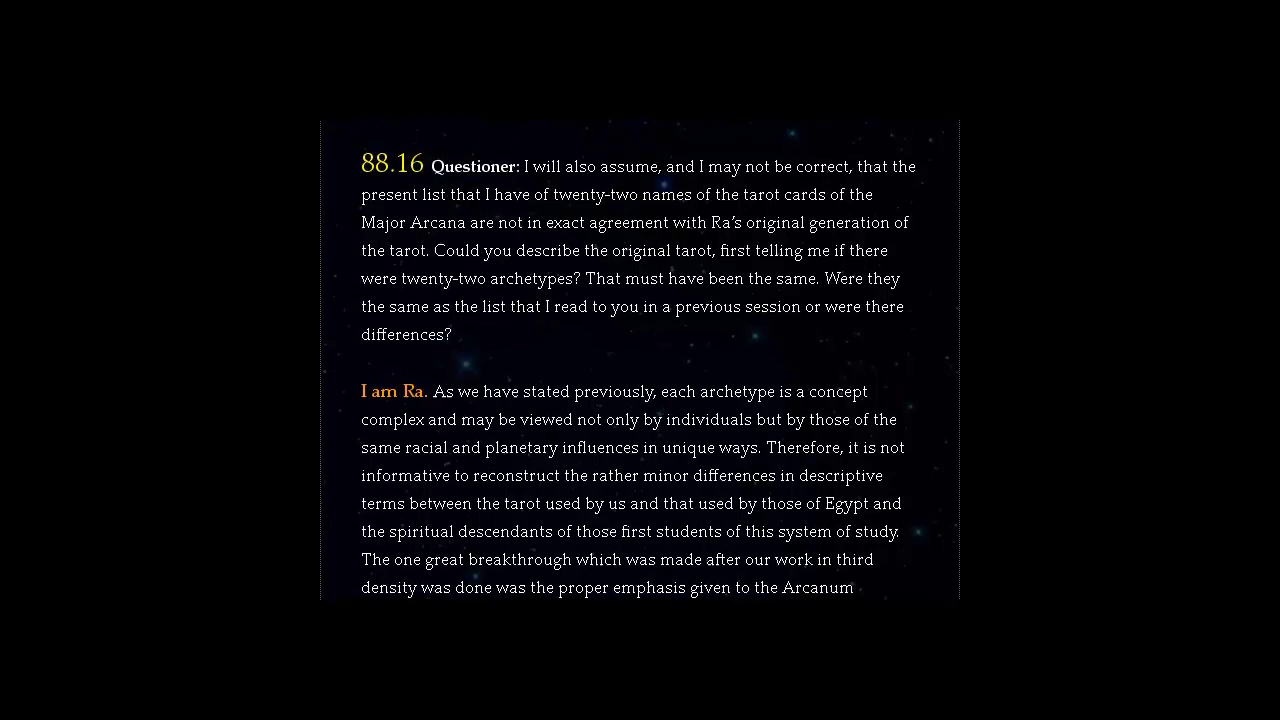 88.16 Questioner: I will also assume, and I may not be correct, that the
present list that I have of twenty-two names of the tarot cards of the
Major Arcana are not in exact agreement with Ra’s original generation of
the tarot. Could you describe the original tarot, first telling me if there
were twenty-two archetypes? That must have been the same. Were they
the same as the list that I read to you in a previous session or were there
differences?
I am Ra. As we have stated previously, each archetype is a concept
complex and may be viewed not only by individuals but by those of the
same racial and planetary influences in unique ways. Therefore, it is not
informative to reconstruct the rather minor differences in descriptive
terms between the tarot used by us and that used by those of Egypt and
the spiritual descendants of those first students of this system of study.
The one great breakthrough which was made after our work in third
density was done was the proper emphasis given to the Arcanum